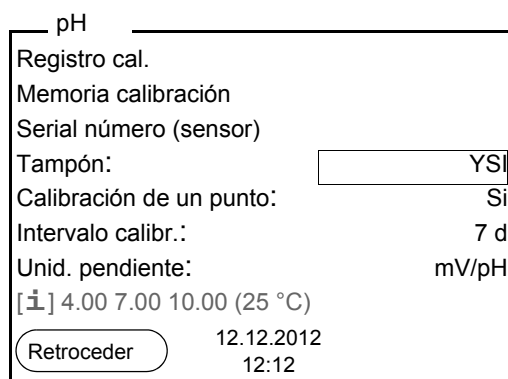 pH
Registro cal.
Memoria calibración
Serial número (sensor)
Tampón: YSI
Calibración de un punto: Si
Intervalo calibr.: 7 d
Unid. pendiente: mV/pH
[i] 4.00 7.00 10.00 (25 °C)
Retroceder 12.12.2012
12:12